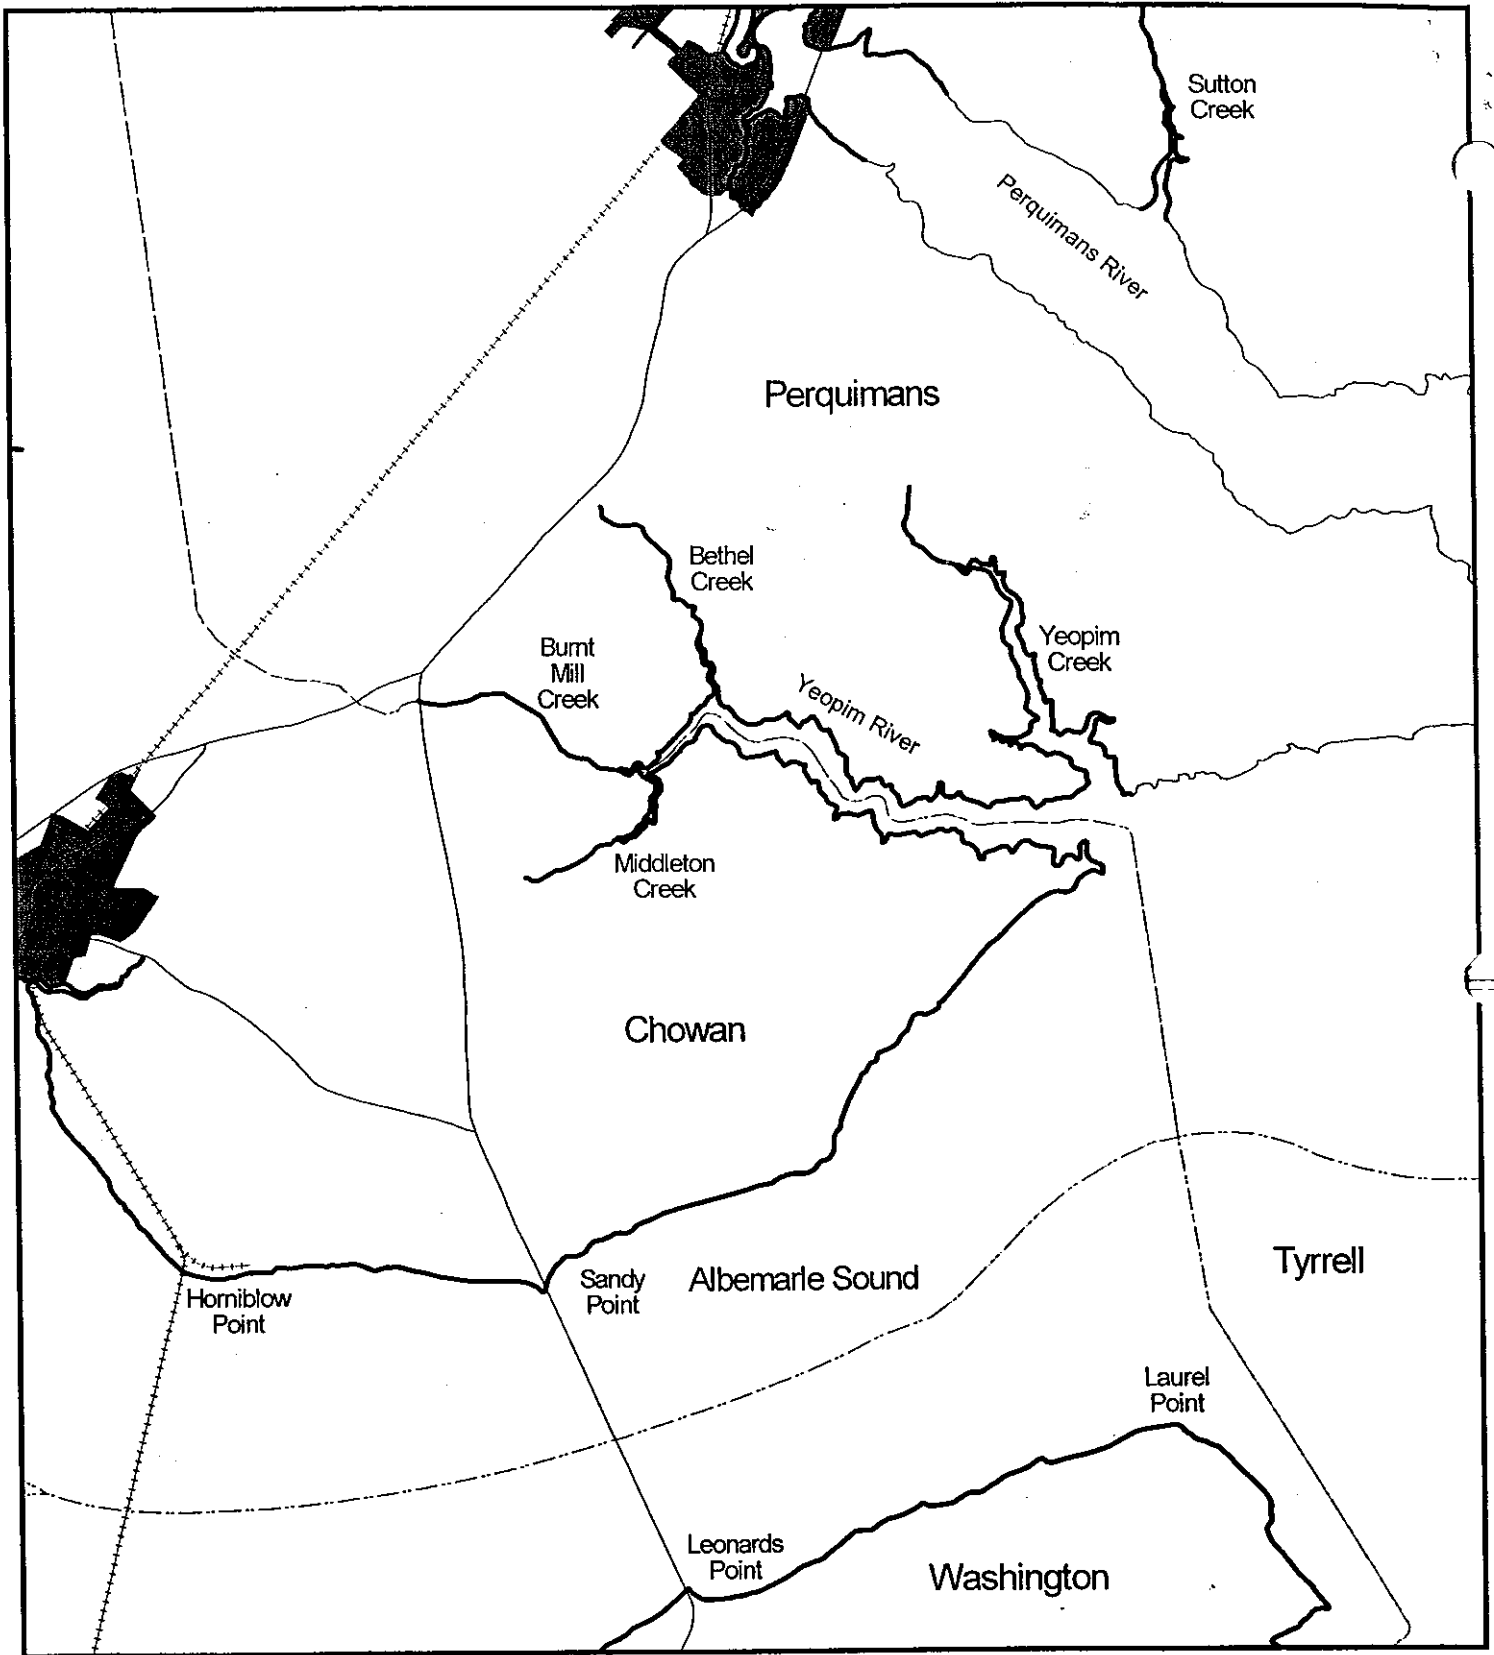 Sutton
Creek
Perquimans River
Perquimans
Bethel
Creek
Yeopim
Creek
Burnt
Mill
Creek
Yeopim River
Middleton
Creek
Chowan
Sandy
Point
Albemarle Sound
Tyrrell
Horniblow
Point
Laurel
Point
Leonards
Point
Washington